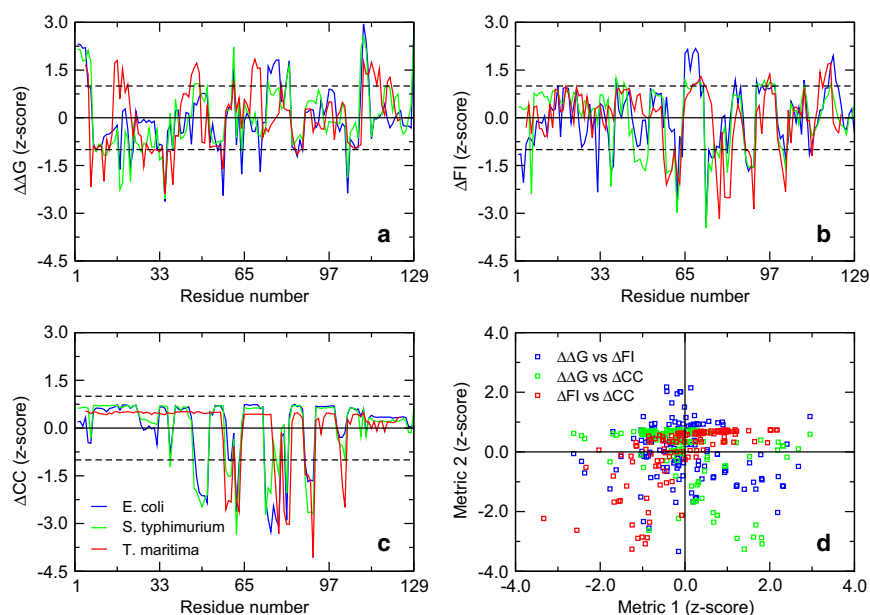 3.0
1.5
0.0
-1.5
-3.0
-4.5
ΔΔG (z-score)
a
1
33
65
97
129
Residue number
3.0
1.5
0.0
-1.5
-3.0
-4.5
ΔFI (z-score)
b
1
33
65
97
129
Residue number
3.0
1.5
0.0
-1.5
-3.0
-4.5
ΔCC (z-score)
E. coli
S. typhimurium
T. maritima
c
1
33
65
97
129
Residue number
4.0
2.0
0.0
-2.0
-4.0
Metric 2 (z-score)
ΔΔG vs ΔFI
ΔΔG vs ΔCC
ΔFI vs ΔCC
d
-4.0
-2.0
0.0
2.0
4.0
Metric 1 (z-score)